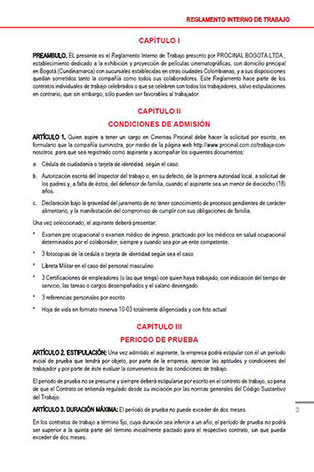 REGLAMENTO INTERNO DE TRABAJO
CAPÍTULO I
PREAMBULO, EL presente es el Reglamento Interno de Trabajo prescrito por PROCINAL BOGOTA LTDA.,
establecimiento dedicado a la exhibición y proyección de películas cinematográficas, con domicilio principal
en Bogotá (Cundinamarca) con sucursales establecidas en otras ciudades Colombianas, y a sus disposiciones
quedan sometidos tanto la compañía como todos sus colaboradores. Este Reglamento hace parte de los
contratos individuales de trabajo celebrados o que se celebren con todos los trabajadores, salvo estipulaciones
en contrario, que sin embargo, sólo pueden ser favorables al trabajador.
CAPÍTULO II
CONDICIONES DE ADMISIÓN
ARTÍCULO 1. Quien aspire a tener un cargo en Cinemas Procinal debe hacer la solicitud por escrito, en
formulario que la compañía suministra, por medio de la página web http://www.procinal.com.co/trabaja-con-
nosotros para que sea registrado como aspirante y acompañar los siguientes documentos:
a Cédula de ciudadanía o tarjeta de identidad, según el caso.
b. Autorización escrita del Inspector del trabajo o, en su defecto, de la primera autoridad local, a solicitud de
los padres y, a falta de éstos, del defensor de familia, cuando el aspirante sea un menor de dieciocho (18)
años.
c. Declaración bajo la gravedad del juramento de no tener conocimiento de procesos pendientes de carácter
alimentario, y la manifestación del compromiso de cumplir con sus obligaciones de familia.
Una vez seleccionado, el aspirante deberá presentar:
* Examen pre ocupacional o examen médico de ingreso, practicado por los médicos en salud ocupacional
determinados por el colaborador, siempre y cuando sea por un ente competente.
* 3 fotocopias de la cedula o tarjeta de identidad según sea el caso
* Libreta Militar en el caso del personal masculino
* 3 Certificaciones de empleadores (o las que tenga) con quien haya trabajado, con indicación del tiempo de
servicio, las tareas o cargos desempeñados y el salario devengado.
* 3 referencias personales por escrito
* Hoja de vida en formato minerva 10-03 totalmente diligenciada y con foto actual
CAPÍTULO III
PERIODO DE PRUEBA
ARTÍCULO 2. ESTIPULACIÓN: Una vez admitido el aspirante, la empresa podrá estipular con él un período
inicial de prueba que tendrá por objeto, por parte de la empresa, apreciar las aptitudes y condiciones del
trabajador y por parte de éste evaluar la conveniencia de las condiciones de trabajo.
El período de prueba no se presume y siempre deberá estipularse por escrito en el contrato de trabajo, so pena
de que el Contrato se entienda regulado desde su iniciación por las normas generales del Código Sustantivo
del Trabajo.
ARTÍCULO 3. DURACIÓN MÁXIMA: El período de prueba no puede exceder de dos meses.
3
En los contratos de trabajo a término fijo, cuya duración sea inferior a un año, el período de prueba no podrá
ser superior a la quinta parte del término inicialmente pactado para el respectivo contrato, sin que pueda
exceder de dos meses.